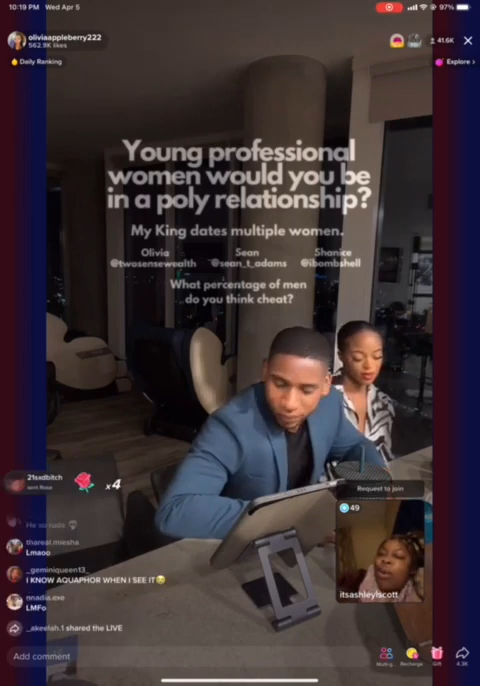 10:19 PM Wed Apr 5
97%
oliviaappleberry222
562.9K likes
41.6K
Daily Ranking
Explore >
Young professional
women would you be
in a poly relationship?
My King dates multiple women.
Olivia Sean Shanice
@twosensewealth @sean_t_adams @ibombshell
What percentage of men
do you think cheat?
21sxdbitch
sent Rose
x4
Request to join
49
He so rude
tharesl.miesha
Lmaoo
_geminiqueen13_
I KNOW AQUAPHOR WHEN I SEE IT😭
nnadia.exe
LMFo
_akeelah.1 shared the LIVE
itsashleylscott
Add comment
Multi-g...
Recharge
Gift
4.3K